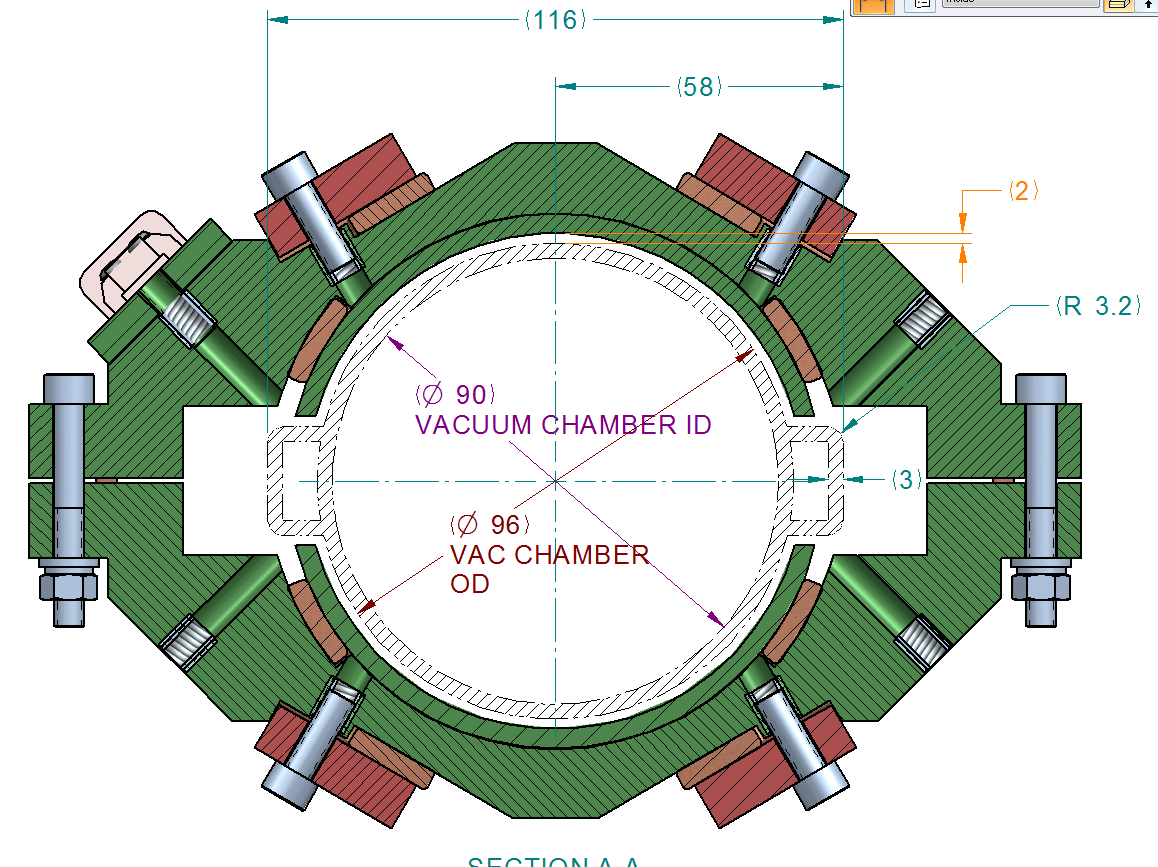 (116)
(58)
(2)
(R 3.2)
(Ø 90)
VACUUM CHAMBER ID
(3)
(Ø 96)
VAC CHAMBER
OD
SECTION A-A